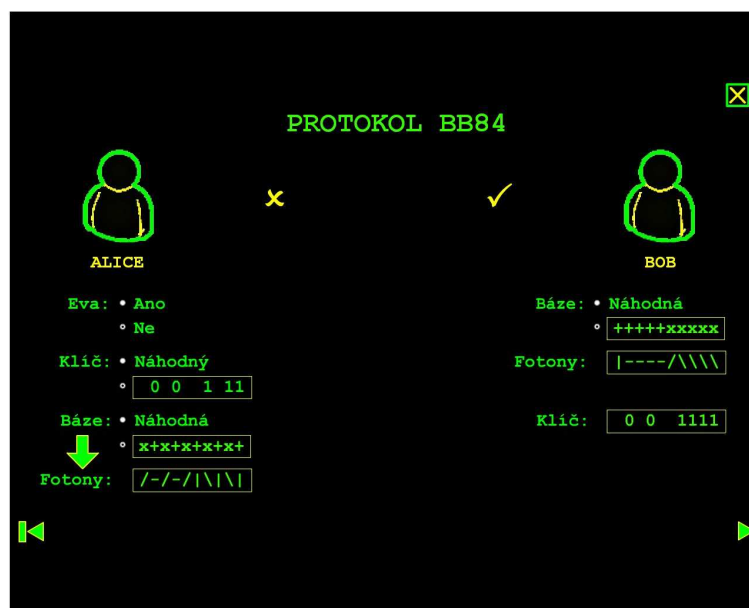 PROTOKOL BB84
ALICE
Eva: Ano
Ne
Klíč: Náhodný
0 0 1 11
Báze: Náhodná
x+x+x+x+x+
Fotony: /-/-/|\|\|
BOB
Báze: Náhodná
+++++xxxxx
Fotony: |----/\\\\
Klíč: 0 0 1111